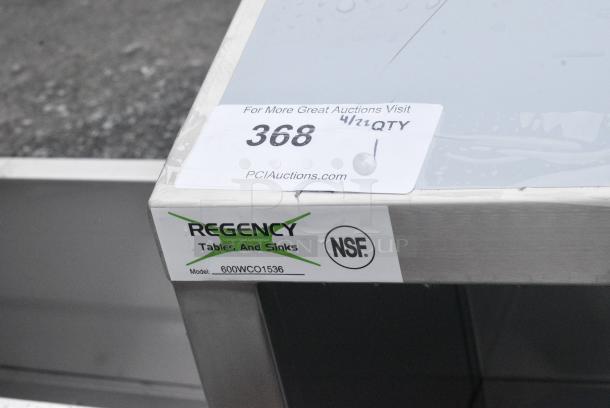 For More Great Auctions Visit
368
4/22 QTY
1
PCIAuctions.com
PCI
REGENCY
Tables And Sinks
NSF.
Model: 600WCO1536